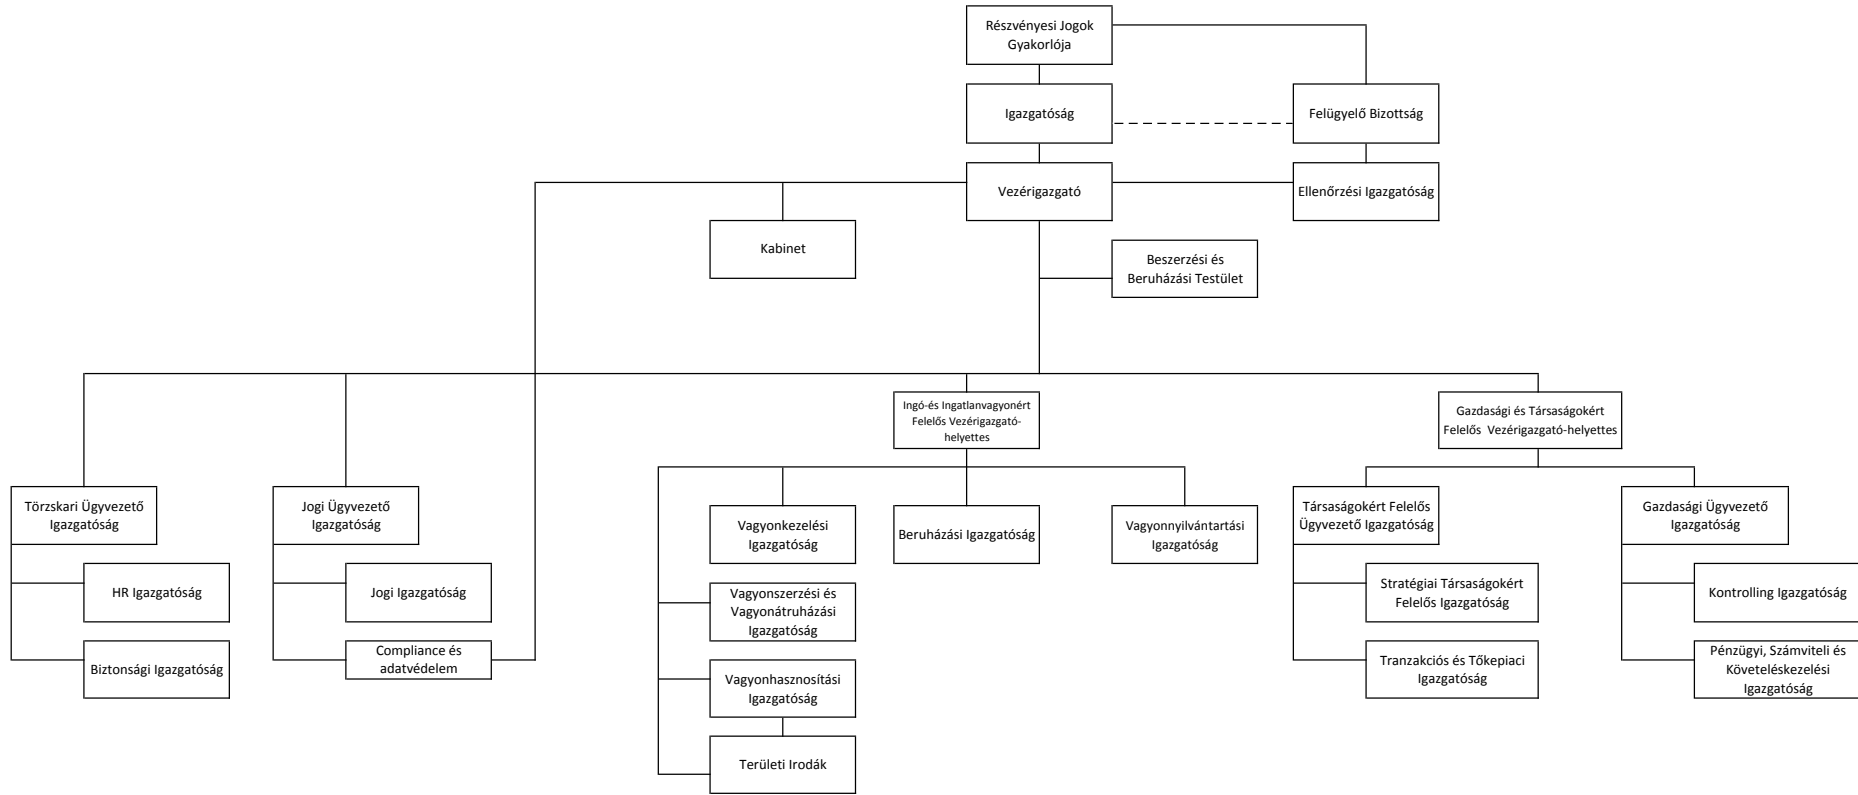 Részvényesi Jogok
Gyakorlója
Igazgatóság
Felügyelő Bizottság
Vezérigazgató
Ellenőrzési Igazgatóság
Kabinet
Beszerzési és
Beruházási Testület
Ingó-és Ingatlanvagyonért
Felelős Vezérigazgató-
helyettes
Gazdasági és Társaságokért
Felelős  Vezérigazgató-helyettes
Törzskari Ügyvezető
Igazgatóság
Jogi Ügyvezető
Igazgatóság
Vagyonkezelési
Igazgatóság
Beruházási Igazgatóság
Vagyonnyilvántartási
Igazgatóság
Társaságokért Felelős
Ügyvezető Igazgatóság
Gazdasági Ügyvezető
Igazgatóság
HR Igazgatóság
Jogi Igazgatóság
Vagyonszerzési és
Vagyonátruházási
Igazgatóság
Stratégiai Társaságokért
Felelős Igazgatóság
Kontrolling Igazgatóság
Biztonsági Igazgatóság
Compliance és
adatvédelem
Vagyonhasznosítási
Igazgatóság
Tranzakciós és Tőkepiaci
Igazgatóság
Pénzügyi, Számviteli és
Követeléskezelési
Igazgatóság
Területi Irodák